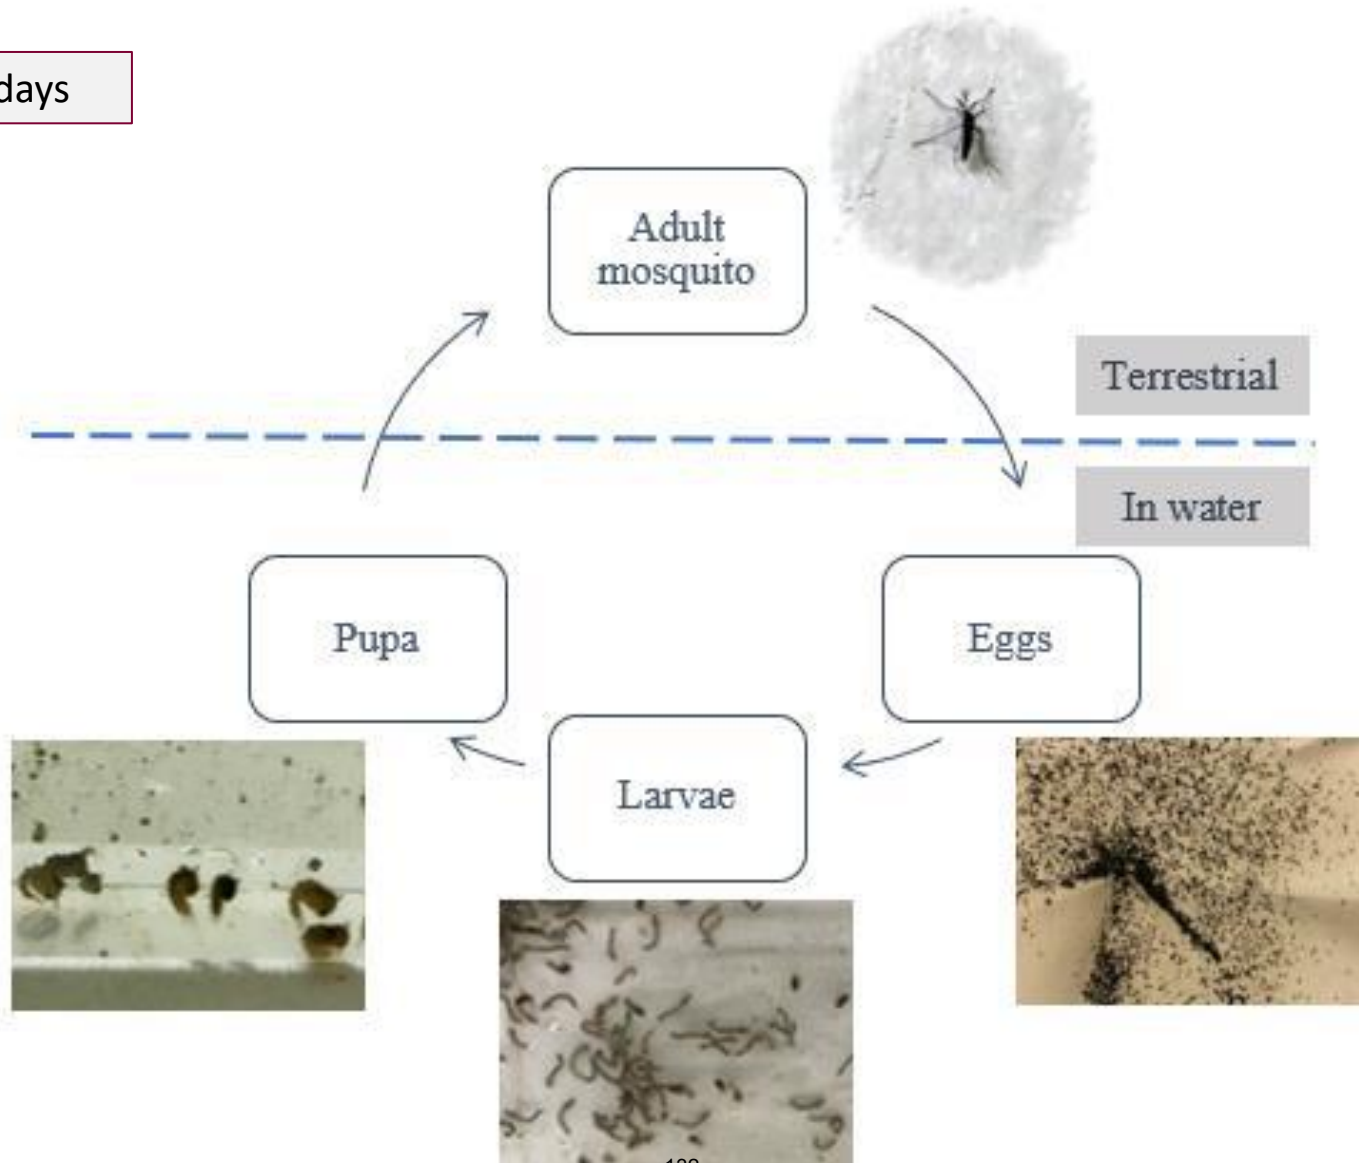 days
Adult
mosquito
Terrestrial
In water
Pupa
Eggs
Larvae